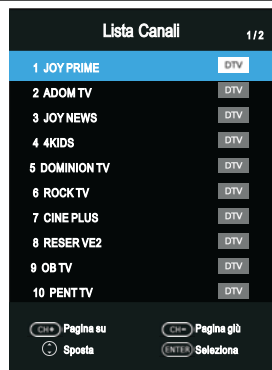 Lista Canali
1/2
1 JOY PRIME DTV
2 ADOM TV DTV
3 JOY NEWS DTV
4 4KIDS DTV
5 DOMINION TV DTV
6 ROCK TV DTV
7 CINE PLUS DTV
8 RESER VE2 DTV
9 OB TV DTV
10 PENT TV DTV
CH+ Pagina su CH- Pagina giù
Sposta ENTER Seleziona